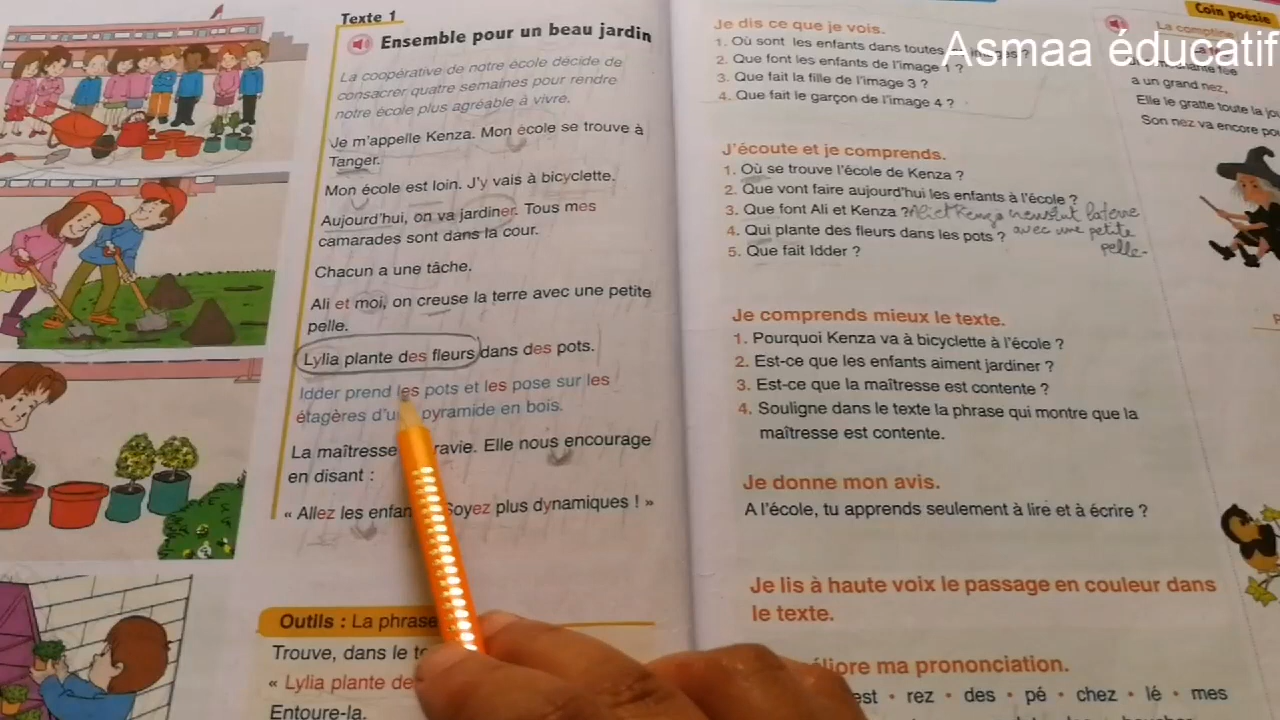 Texte 1
Ensemble pour un beau jardin
La coopérative de notre école décide de
consacrer quatre semaines pour rendre
notre école plus agréable à vivre.
Je m'appelle Kenza. Mon école se trouve à
Tanger.
Mon école est loin. J'y vais à bicyclette.
Aujourd'hui, on va jardiner. Tous mes
camarades sont dans la cour.
Chacun a une tâche.
Ali et moi, on creuse la terre avec une petite
pelle.
Lylia plante des fleurs dans des pots.
Idder prend les pots et les pose sur les
étagères pyramide en bois.
La maîtresse ravie. Elle nous encourage
en disant :
« Allez les Soyez plus dynamiques ! »
Outils : La phrase
Trouve, dans le
« Lylia plante
Entoure-la.
Je dis ce que je vois.
1. Où sont les enfants dans toutes
2. Que font les enfants de l'image 1 ?
3. Que fait la fille de l'image 3 ?
4. Que fait le garçon de l'image 4 ?
Asmaa éducatif
J'écoute et je comprends.
1. Où se trouve l'école de Kenza ?
2. Que vont faire aujourd'hui les enfants à l'école ?
3. Que font Ali et Kenza ?
4. Qui plante des fleurs dans les pots ? avec une petite
pelle.
5. Que fait Idder ?
Je comprends mieux le texte.
1. Pourquoi Kenza va à bicyclette à l'école ?
2. Est-ce que les enfants aiment jardiner ?
3. Est-ce que la maîtresse est contente ?
4. Souligne dans le texte la phrase qui montre que la
maîtresse est contente.
Je donne mon avis.
A l'école, tu apprends seulement à lire et à écrire ?
Je lis à haute voix le passage en couleur dans
le texte.
ma prononciation.
est • rez • des • pé • chez • lé • mes
Coin poésie
La comptine
a un grand nez,
Elle le gratte toute la
Son nez va encore